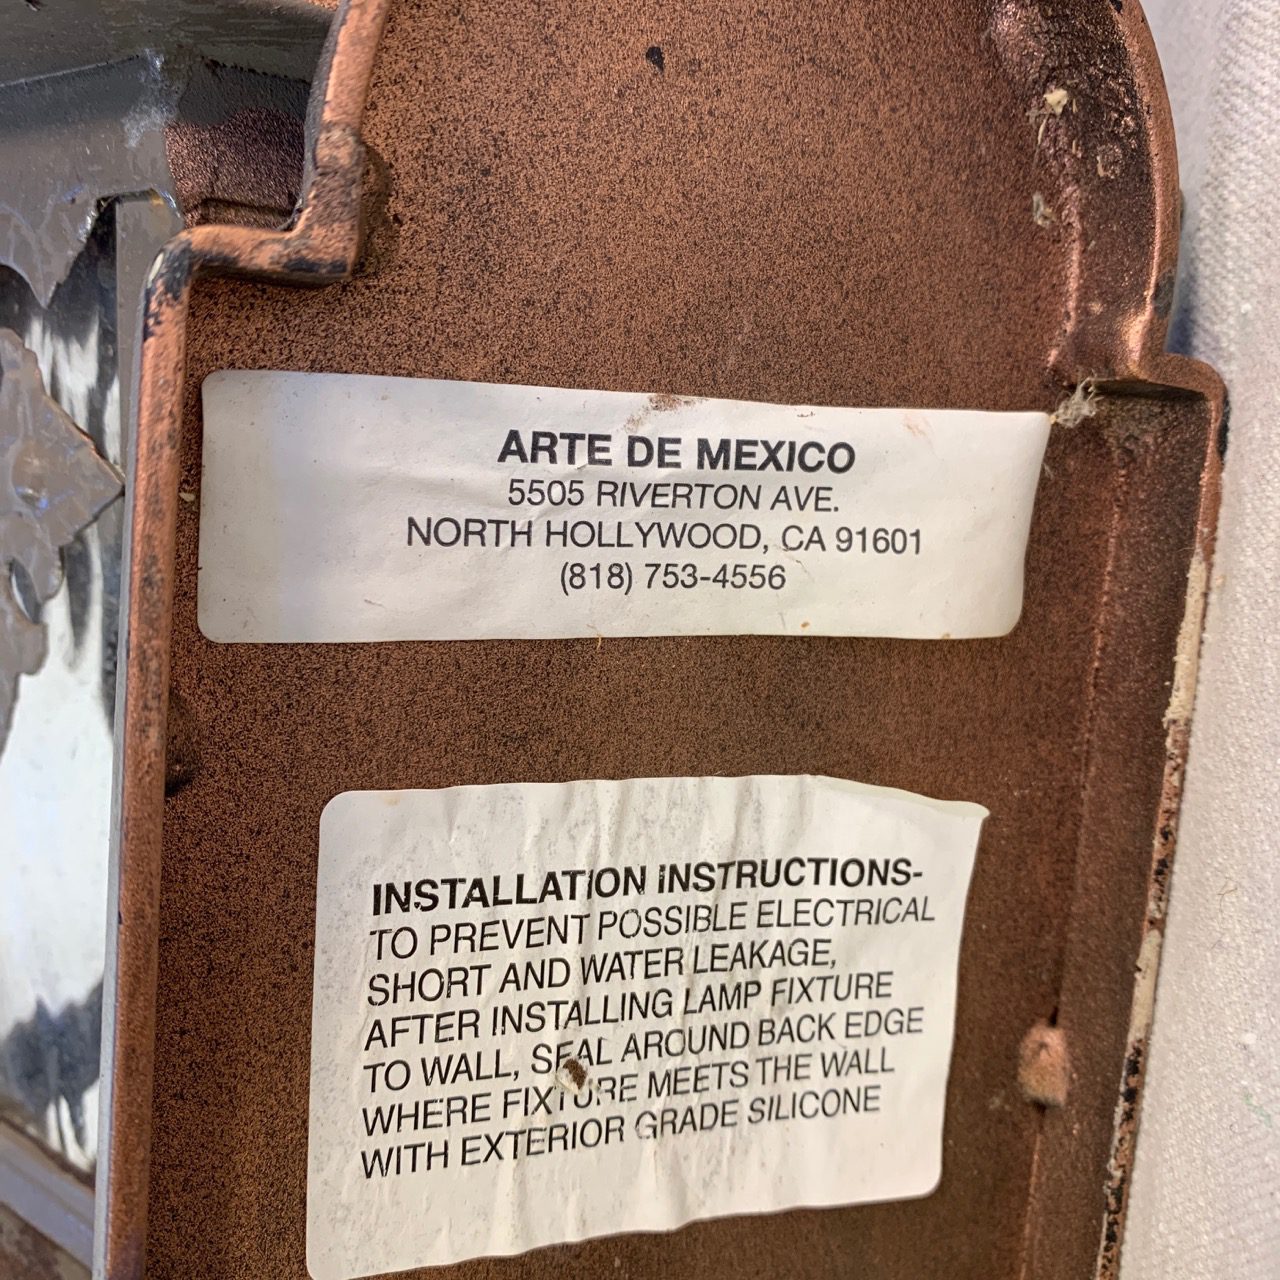 ARTE DE MEXICO
5505 RIVERTON AVE.
NORTH HOLLYWOOD, CA 91601
(818) 753-4556
INSTALLATION INSTRUCTIONS-
TO PREVENT POSSIBLE ELECTRICAL
SHORT AND WATER LEAKAGE,
AFTER INSTALLING LAMP FIXTURE
TO WALL, SEAL AROUND BACK EDGE
WHERE FIXTURE MEETS THE WALL
WITH EXTERIOR GRADE SILICONE